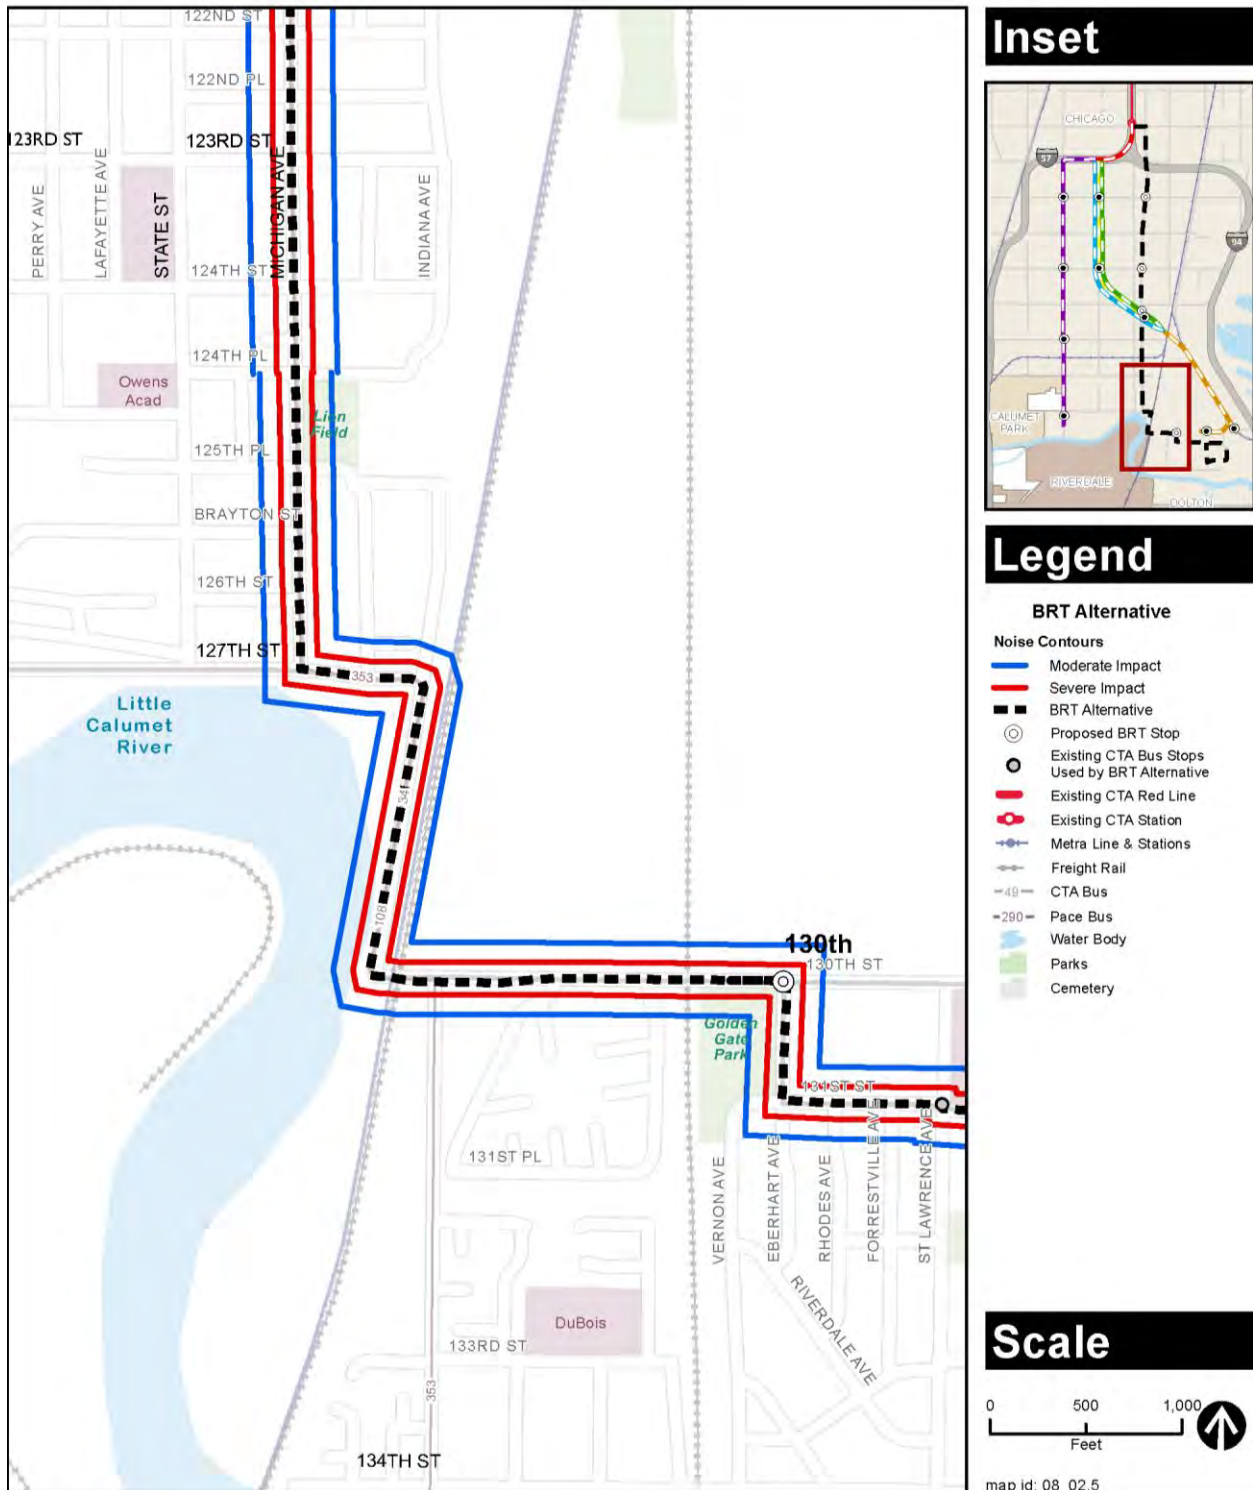 122ND ST
122ND PL
123RD ST
123RD ST
MICHIGAN AVE
PERRY AVE
LAFAYETTE AVE
STATE ST
INDIANA AVE
124TH ST
124TH PL
Owens
Acad
Lion
Field
125TH PL
BRAYTON ST
126TH ST
127TH ST
353
Little
Calumet
River
34
108
130th
130TH ST
Golden
Gate
Park
131ST ST
131ST PL
VERNON AVE
EBERHART AVE
RHODES AVE
FORRESTVILLE AVE
ST LAWRENCE AVE
RIVERDALE AVE
DuBois
133RD ST
353
134TH ST
Inset
CHICAGO
57
94
CALUMET
PARK
RIVERDALE
DOLTON
Legend
BRT Alternative
Noise Contours
Moderate Impact
Severe Impact
BRT Alternative
Proposed BRT Stop
Existing CTA Bus Stops
Used by BRT Alternative
Existing CTA Red Line
Existing CTA Station
Metra Line & Stations
Freight Rail
49 CTA Bus
290 Pace Bus
Water Body
Parks
Cemetery
Scale
0 500 1,000
Feet
map id: 08_02.5